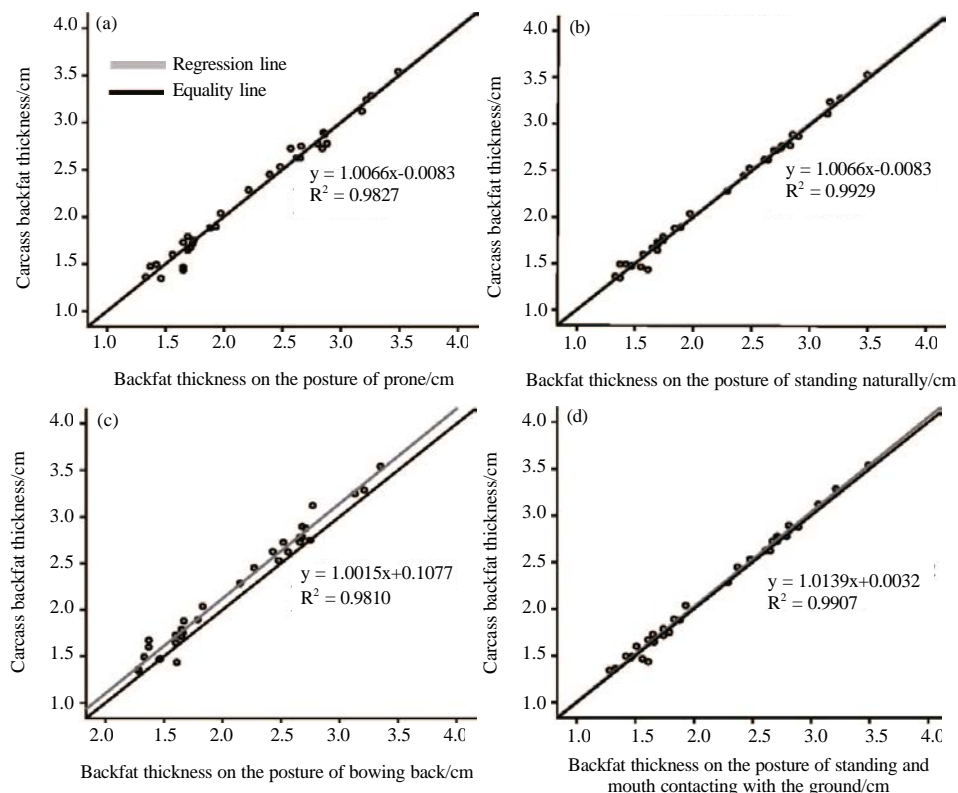 (a)
Regression line
Equality line
Carcass backfat thickness/cm
4.0
3.5
3.0
2.5
2.0
1.5
1.0
y = 1.0066x-0.0083
R² = 0.9827
1.0 1.5 2.0 2.5 3.0 3.5 4.0
Backfat thickness on the posture of prone/cm
(b)
Carcass backfat thickness/cm
4.0
3.5
3.0
2.5
2.0
1.5
1.0
y = 1.0066x-0.0083
R² = 0.9929
1.0 1.5 2.0 2.5 3.0 3.5 4.0
Backfat thickness on the posture of standing naturally/cm
(c)
Carcass backfat thickness/cm
4.0
3.5
3.0
2.5
2.0
1.5
1.0
y = 1.0015x+0.1077
R² = 0.9810
2.0 1.5 2.0 2.5 3.0 3.5 4.0
Backfat thickness on the posture of bowing back/cm
(d)
Carcass backfat thickness/cm
4.0
3.5
3.0
2.5
2.0
1.5
1.0
y = 1.0139x+0.0032
R² = 0.9907
1.0 1.5 2.0 2.5 3.0 3.5 4.0
Backfat thickness on the posture of standing and
mouth contacting with the ground/cm